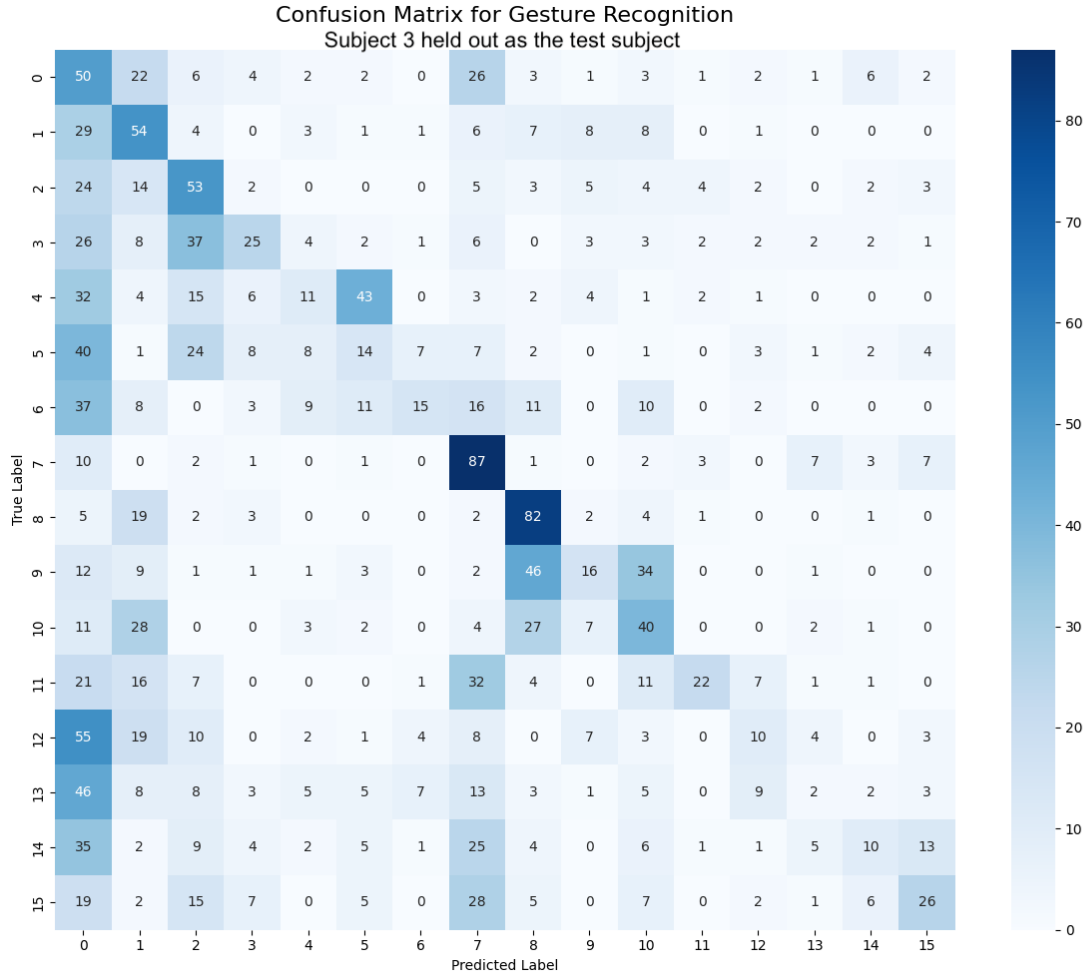 Confusion Matrix for Gesture Recognition
Subject 3 held out as the test subject
0 50 22 6 4 2 2 0 26 3 1 3 1 2 1 6 2
1 29 54 4 0 3 1 1 6 7 8 8 0 1 0 0 0
2 24 14 53 2 0 0 0 5 3 5 4 4 2 0 2 3
3 26 8 37 25 4 2 1 6 0 3 3 2 2 2 2 1
4 32 4 15 6 11 43 0 3 2 4 1 2 1 0 0 0
5 40 1 24 8 8 14 7 7 2 0 1 0 3 1 2 4
6 37 8 0 3 9 11 15 16 11 0 10 0 2 0 0 0
7 10 0 2 1 0 1 0 87 1 0 2 3 0 7 3 7
8 5 19 2 3 0 0 0 2 82 2 4 1 0 0 1 0
9 12 9 1 1 1 3 0 2 46 16 34 0 0 1 0 0
10 11 28 0 0 3 2 0 4 27 7 40 0 0 2 1 0
11 21 16 7 0 0 0 1 32 4 0 11 22 7 1 1 0
12 55 19 10 0 2 1 4 8 0 7 3 0 10 4 0 3
13 46 8 8 3 5 5 7 13 3 1 5 0 9 2 2 3
14 35 2 9 4 2 5 1 25 4 0 6 1 1 5 10 13
15 19 2 15 7 0 5 0 28 5 0 7 0 2 1 6 26
0 1 2 3 4 5 6 7 8 9 10 11 12 13 14 15
Predicted Label
True Label
80
70
60
50
40
30
20
10
0